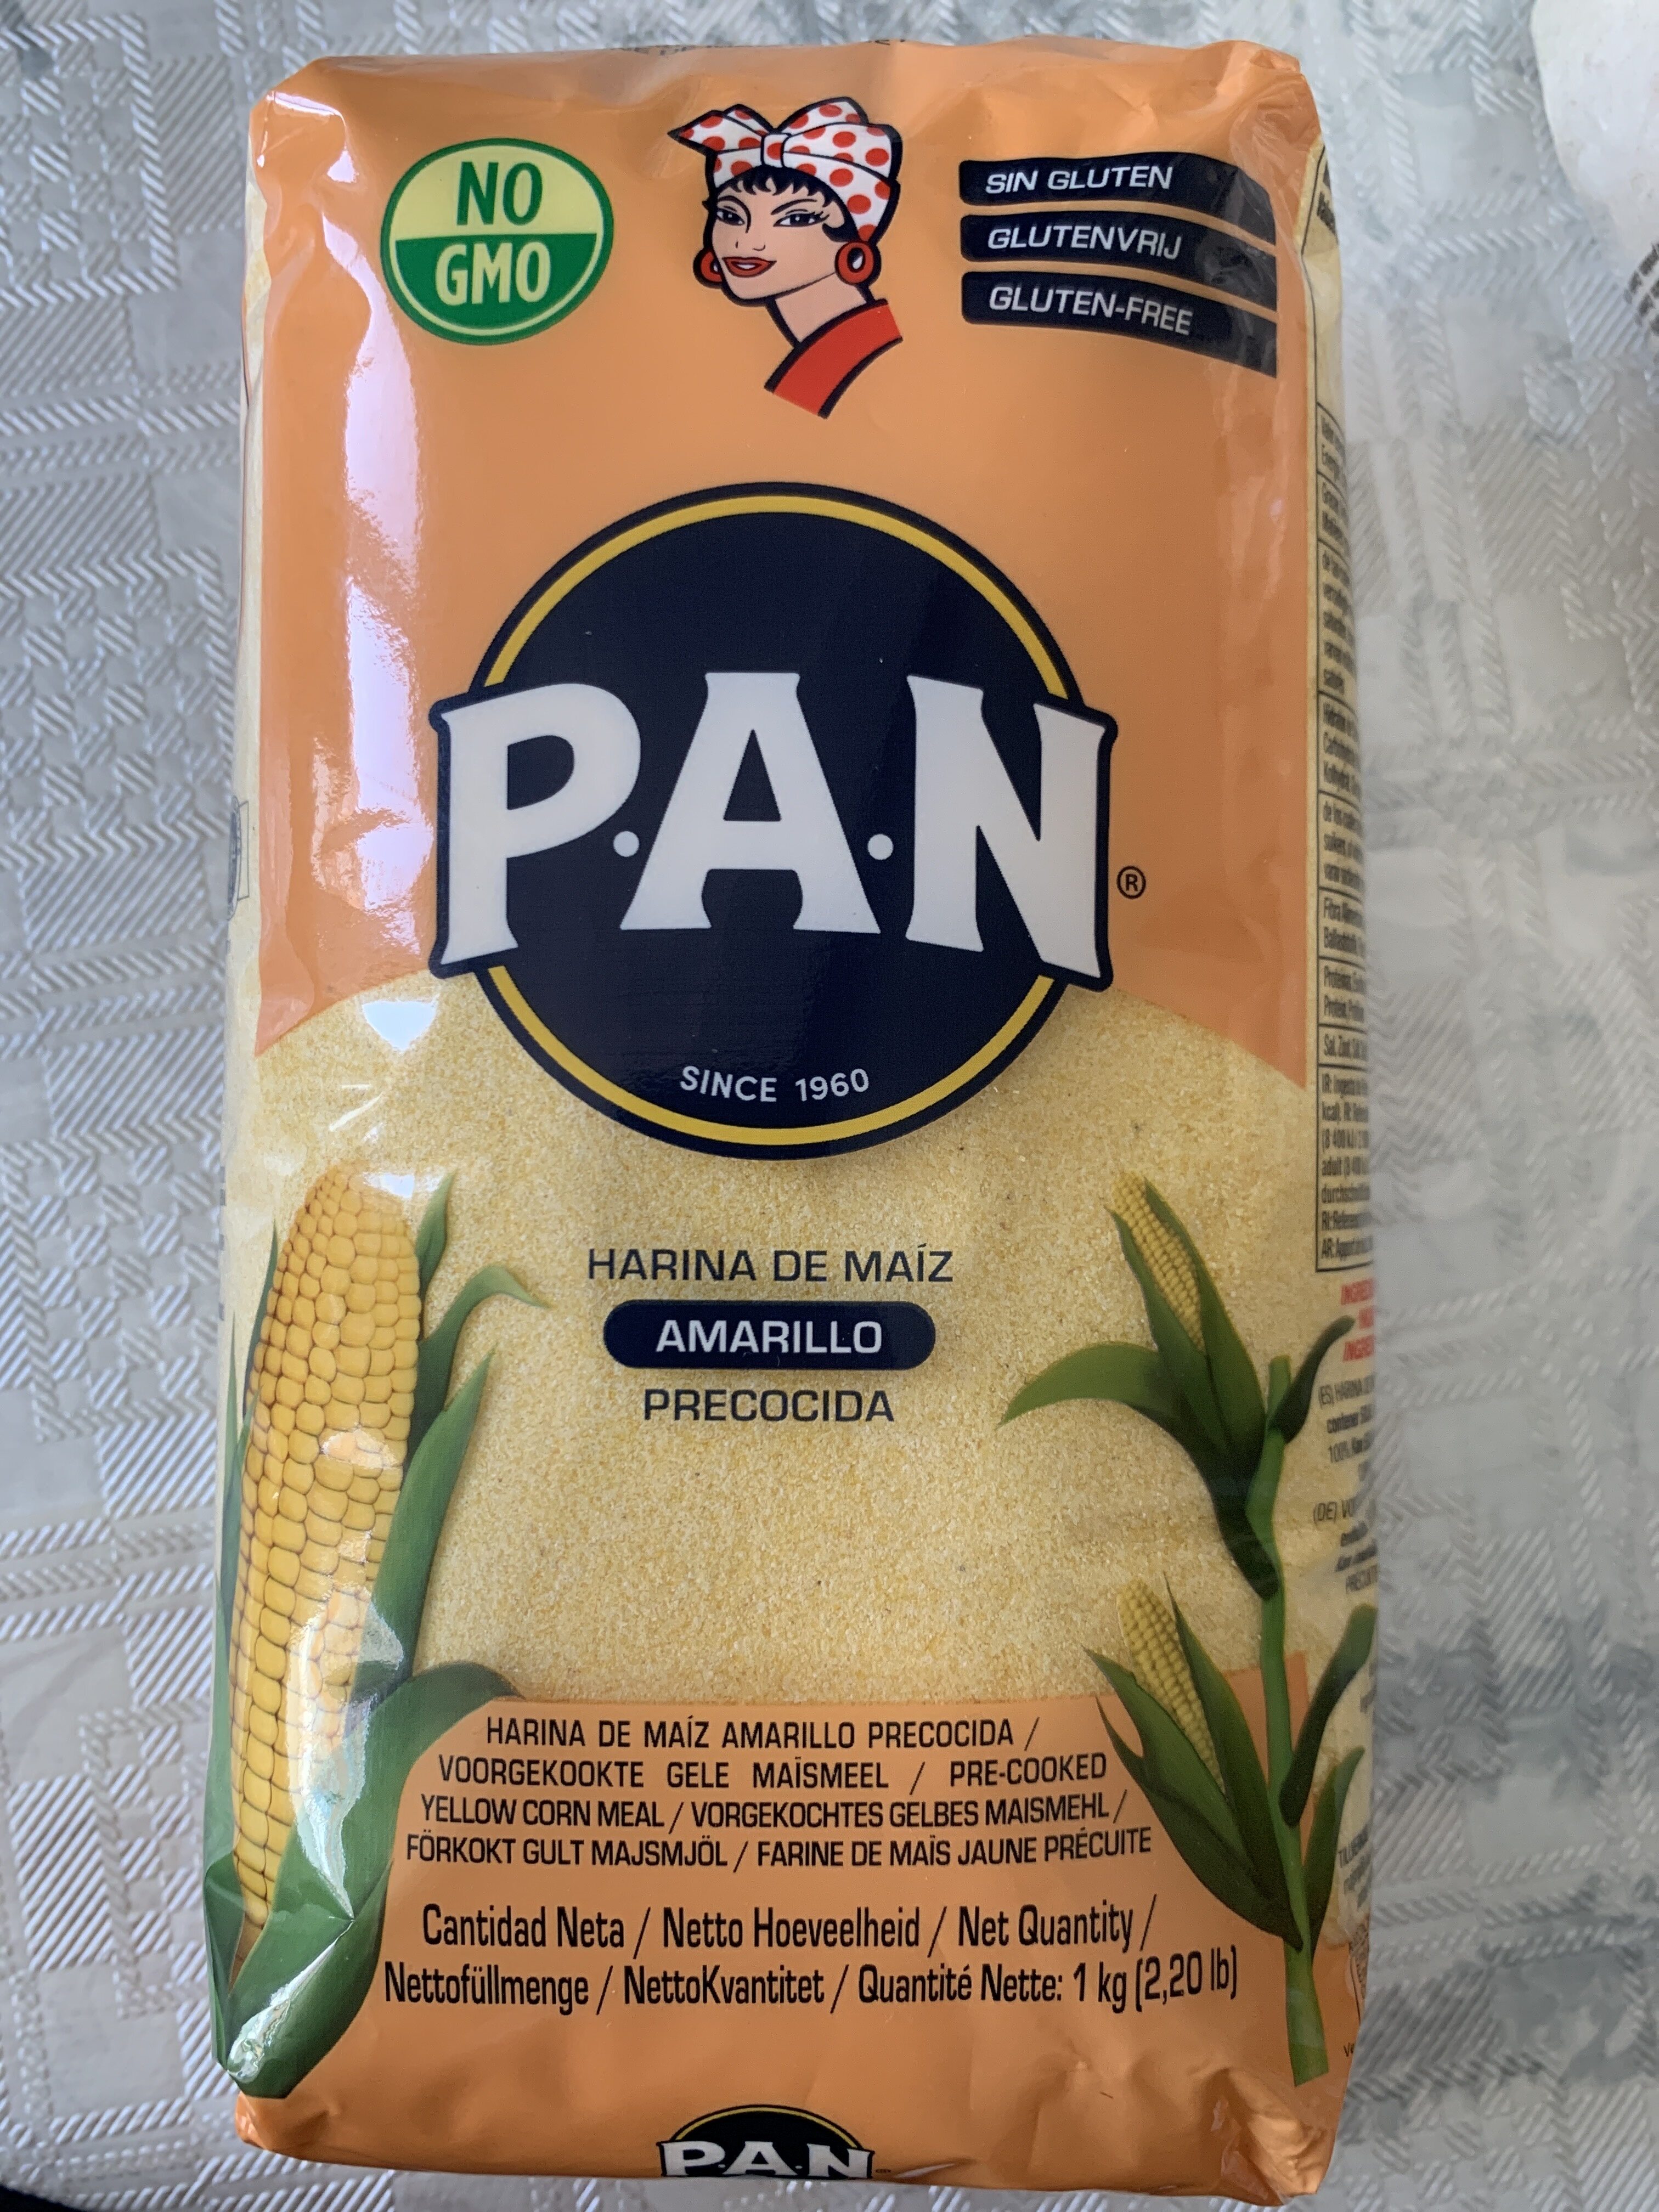 NO
GMO
SIN GLUTEN
GLUTENVRIJ
GLUTEN-FREE
P.A.N
®
SINCE 1960
HARINA DE MAÍZ
AMARILLO
PRECOCIDA
HARINA DE MAÍZ AMARILLO PRECOCIDA /
VOORGEKOOKTE GELE MAÏSMEEL / PRE-COOKED
YELLOW CORN MEAL / VORGEKOCHTES GELBES MAISMEHL /
FÖRKOKT GULT MAJSMJÖL / FARINE DE MAÏS JAUNE PRÉCUITE
Cantidad Neta / Netto Hoeveelheid / Net Quantity /
Nettofüllmenge / NettoKvantitet / Quantité Nette: 1 kg (2,20 lb)
P.A.N